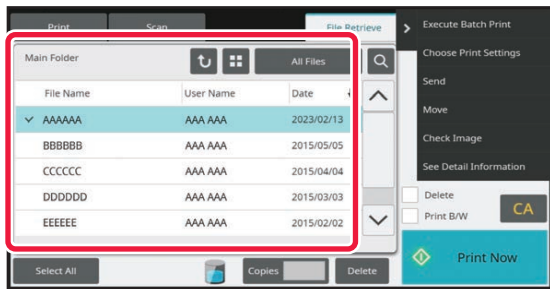 Print Scan File Retrieve
Main Folder All Files
File Name User Name Date
AAAAAA AAA AAA 2023/02/13
BBBBBB AAA AAA 2015/05/05
CCCCCC AAA AAA 2015/04/04
DDDDDD AAA AAA 2015/03/03
EEEEEE AAA AAA 2015/02/02
Select All Copies Delete
Execute Batch Print
Choose Print Settings
Send
Move
Check Image
See Detail Information
Delete
Print B/W
CA
Print Now